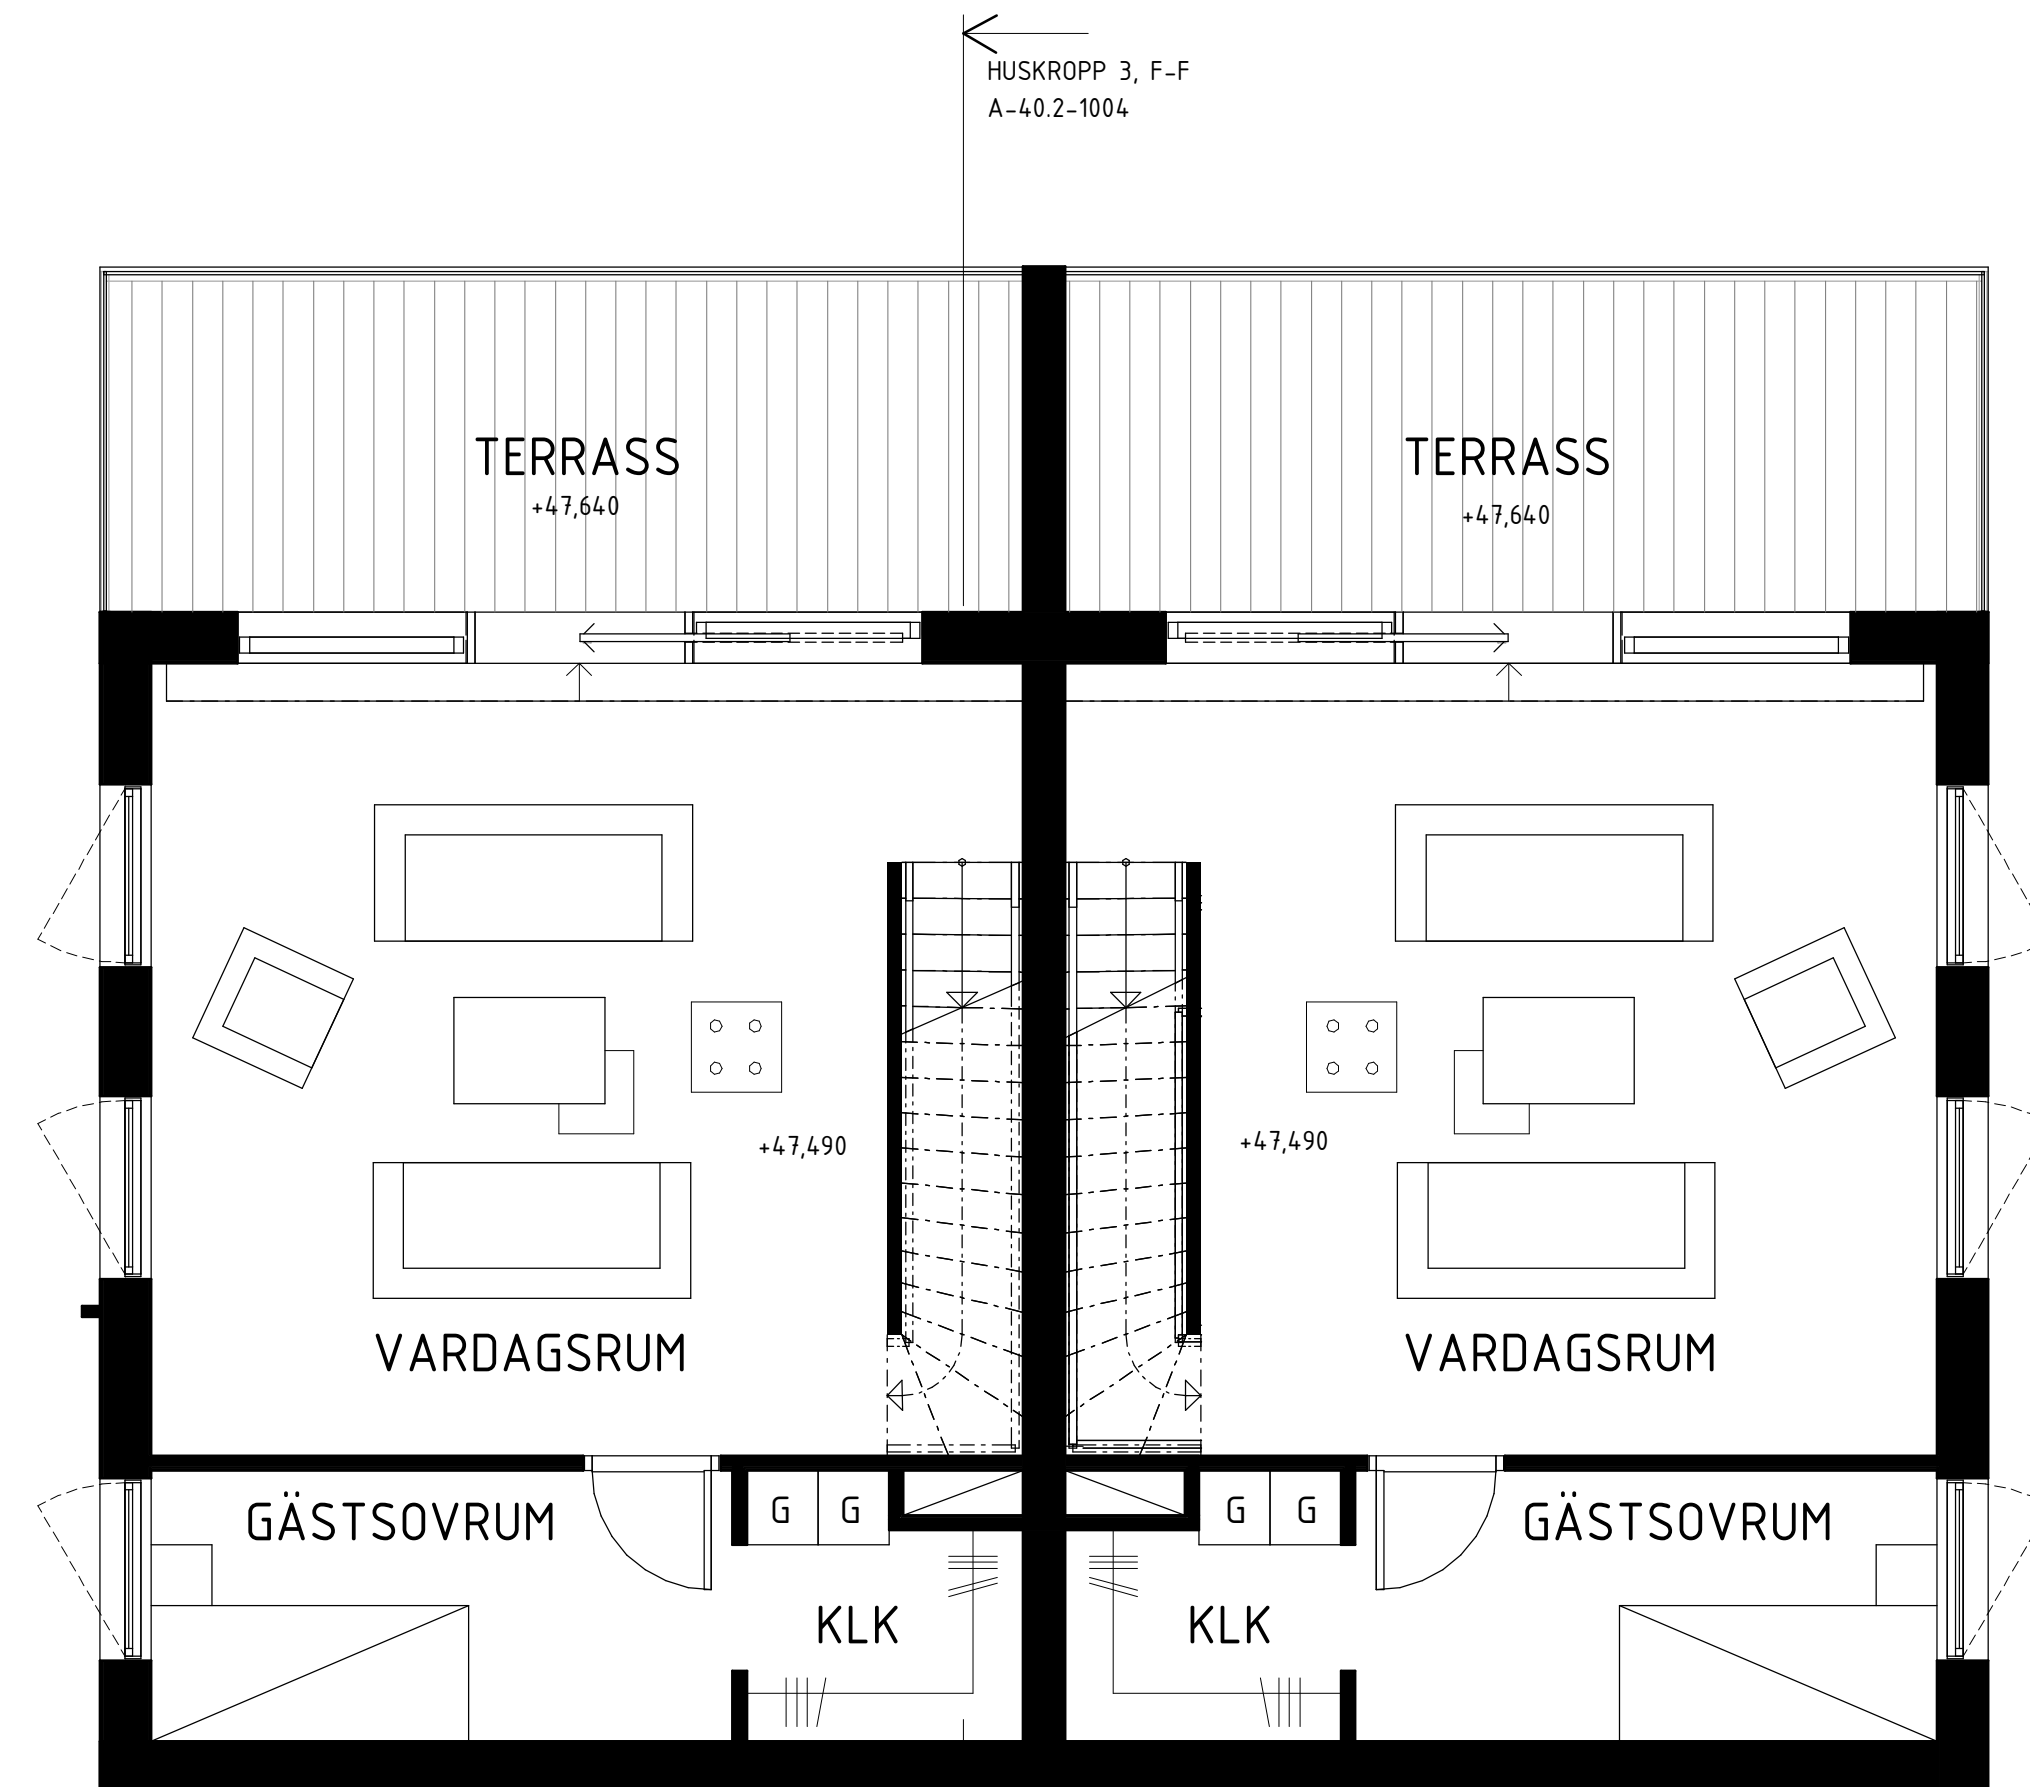 HUSKROPP 3, F-F
A-40.2-1004
TERRASS
+47,640
TERRASS
+47,640
+47,490
+47,490
VARDAGSRUM
VARDAGSRUM
GÄSTSOVRUM
G
G
G
G
GÄSTSOVRUM
KLK
KLK